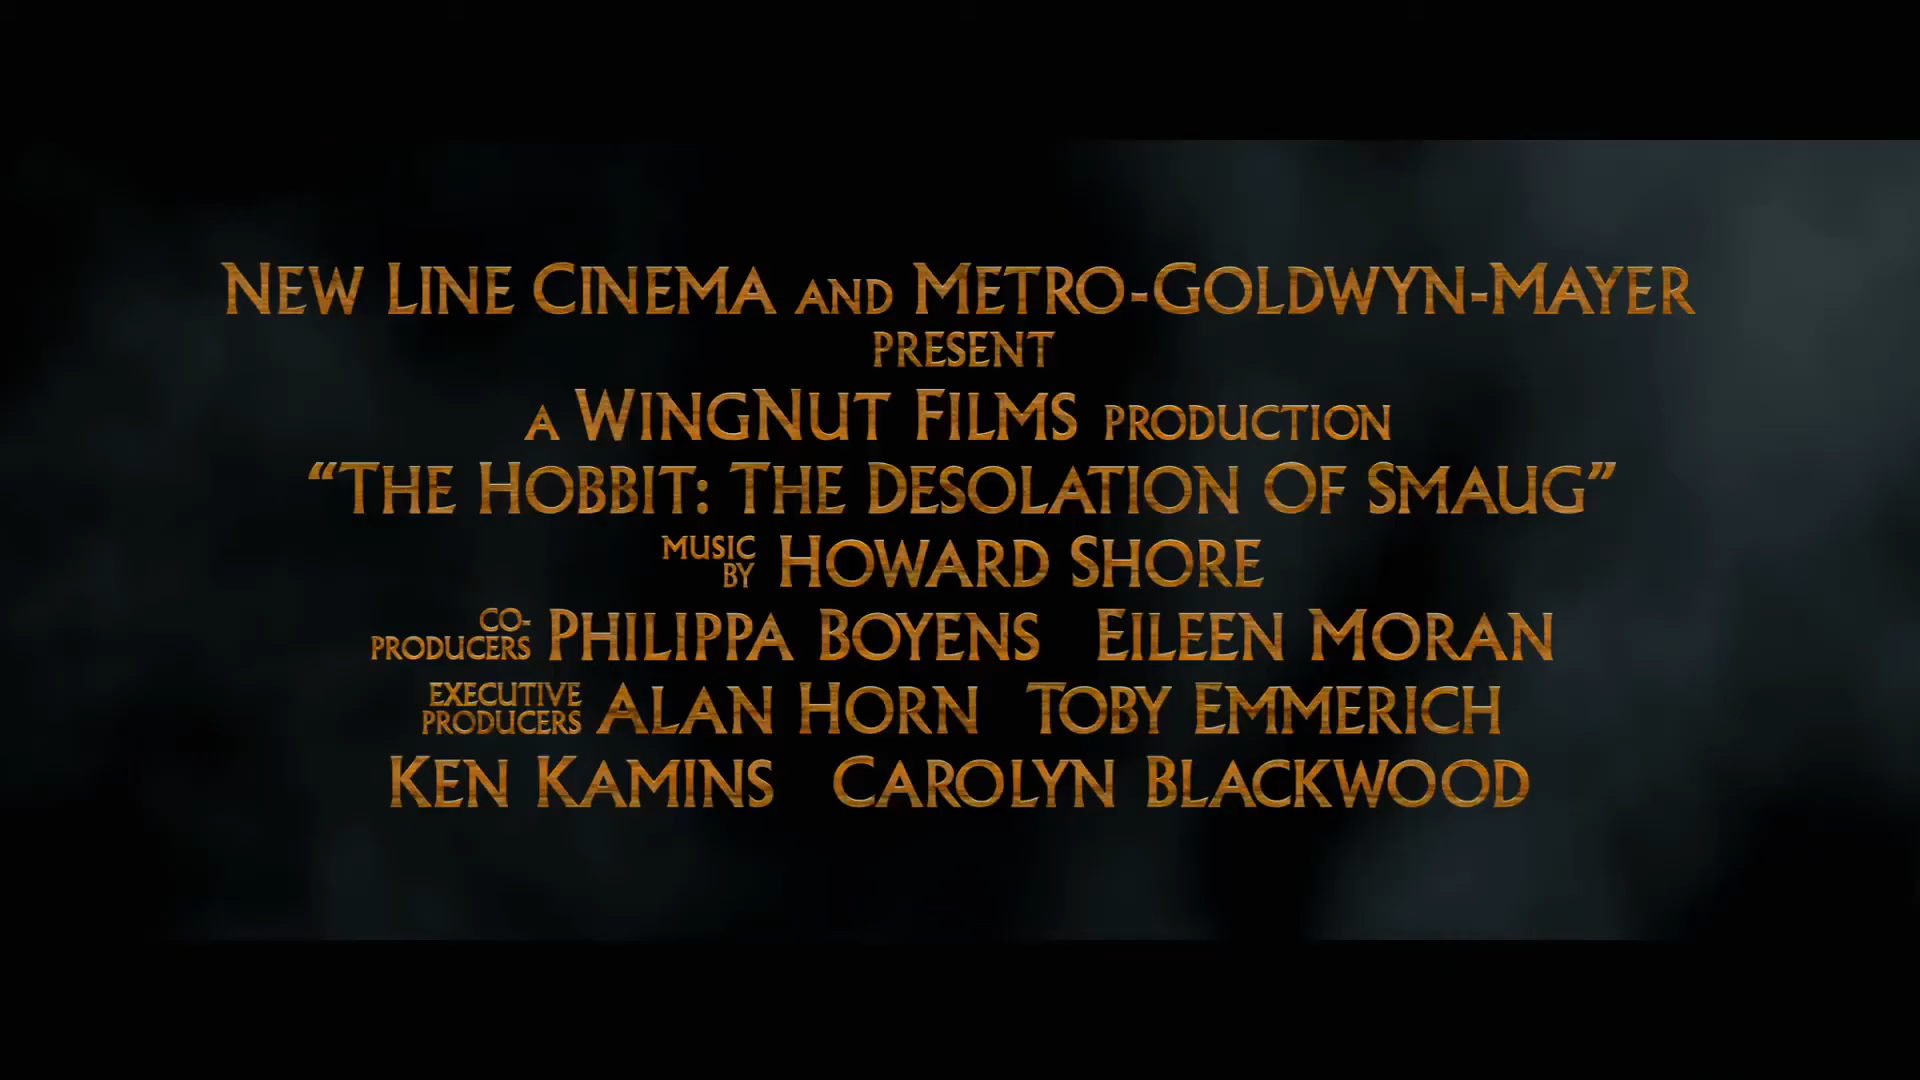 NEW LINE CINEMA AND METRO-GOLDWYN-MAYER
PRESENT
A WINGNUT FILMS PRODUCTION
“THE HOBBIT: THE DESOLATION OF SMAUG”
MUSIC BY HOWARD SHORE
CO-PRODUCERS PHILIPPA BOYENS EILEEN MORAN
EXECUTIVE PRODUCERS ALAN HORN TOBY EMMERICH
KEN KAMINS CAROLYN BLACKWOOD